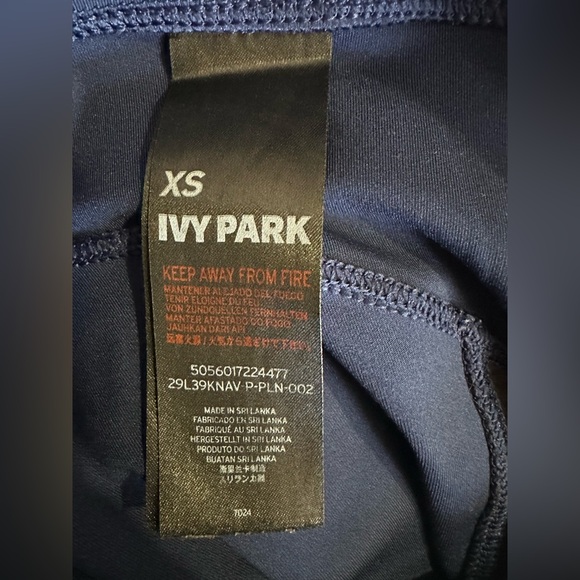 XS
IVY PARK
KEEP AWAY FROM FIRE
MANTENER ALEJADO DEL FUEGO
TENIR ELOIGNE DU FEU
VON ZUNDQUELLEN FERNHALTEN
MANTER AFASTADO DO FOGO
JAUHKAN DARI API
远离火源/火気から遠ざけて下さい
5056017224477
29L39KNAV-P-PLN-002
MADE IN SRI LANKA
FABRICADO EN SRI LANKA
FABRIQUÉ AU SRI LANKA
HERGESTELLT IN SRI LANKA
PRODUTO DO SRI LANKA
BUATAN SRI LANKA
斯里兰卡制造
スリランカ製
7024